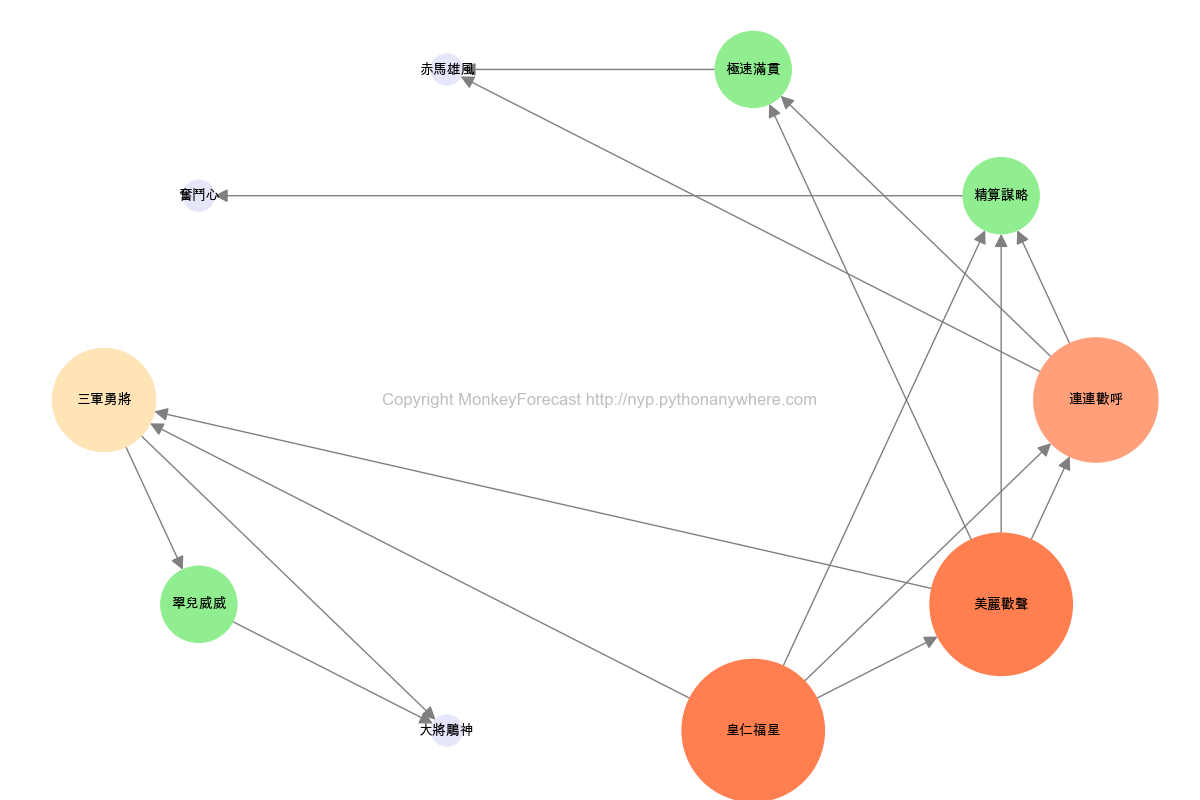 赤馬雄風
極速滿貫
奮鬥心
精算謀略
三軍勇將
Copyright MonkeyForecast http://nyp.pythonanywhere.com
連連歡呼
翠兒威威
美麗歡聲
大將鵰神
皇仁福星